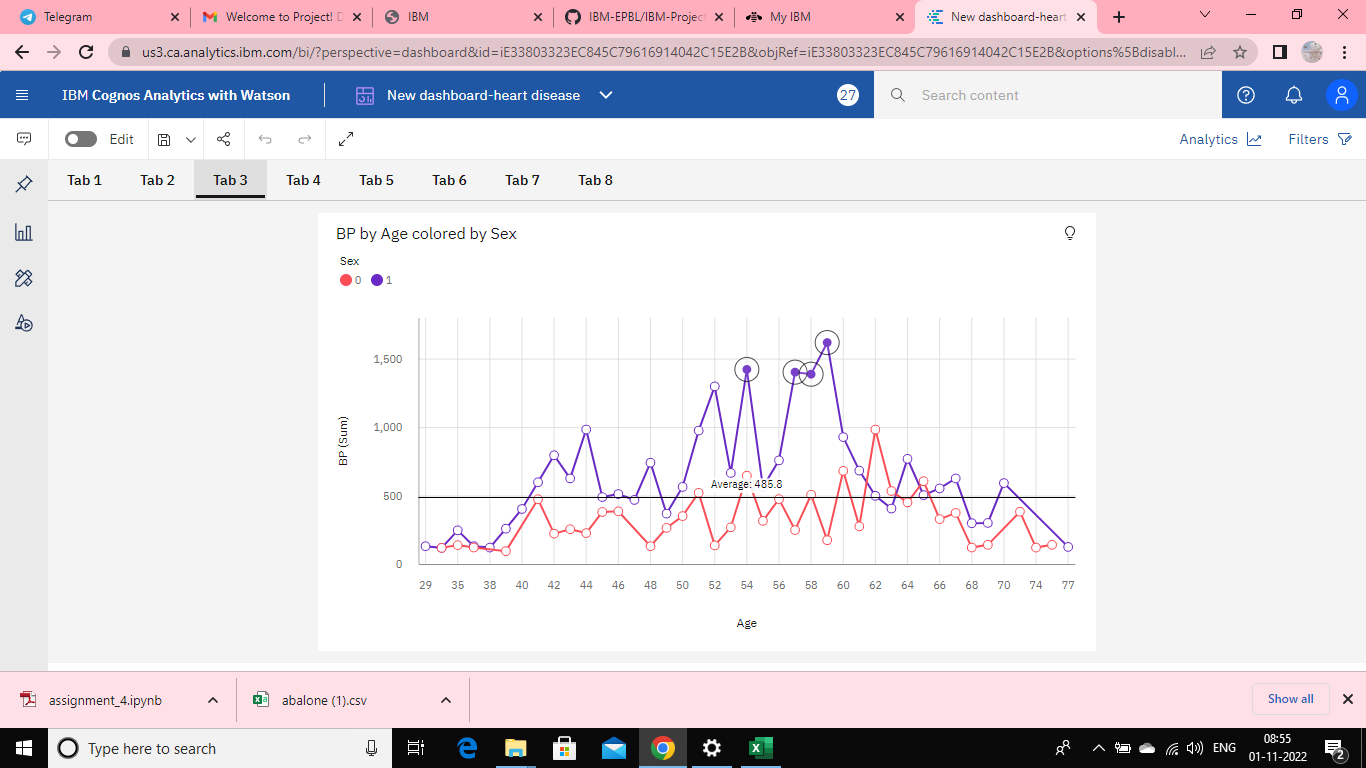 Telegram
Welcome to Project! D
IBM
IBM-EPBL/IBM-Project
My IBM
New dashboard-heart
us3.ca.analytics.ibm.com/bi/?perspective=dashboard&id=iE33803323EC845C79616914042C15E2B&objRef=iE33803323EC845C79616914042C15E2B&options%5Bdisabl...
IBM Cognos Analytics with Watson
New dashboard-heart disease
27
Search content
Edit
Analytics
Filters
Tab 1 Tab 2 Tab 3 Tab 4 Tab 5 Tab 6 Tab 7 Tab 8
BP by Age colored by Sex
Sex
0 1
BP (Sum)
1,500
1,000
500
0
Average: 485.8
29 35 38 40 42 44 46 48 50 52 54 56 58 60 62 64 66 68 70 74 77
Age
assignment_4.ipynb
abalone (1).csv
Show all
Type here to search
ENG
08:55
01-11-2022
2